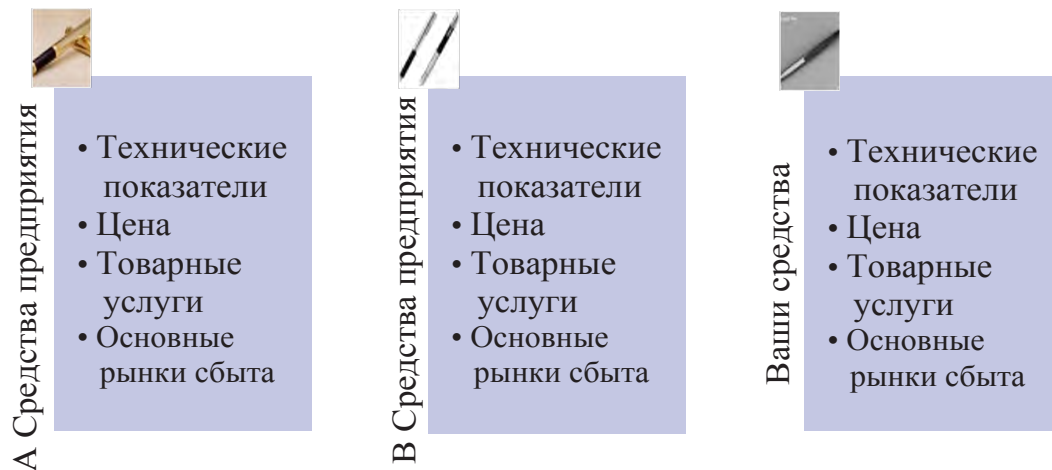 А Средства предприятия
• Технические
показатели
• Цена
• Товарные
услуги
• Основные
рынки сбыта
В Средства предприятия
• Технические
показатели
• Цена
• Товарные
услуги
• Основные
рынки сбыта
Ваши средства
• Технические
показатели
• Цена
• Товарные
услуги
• Основные
рынки сбыта